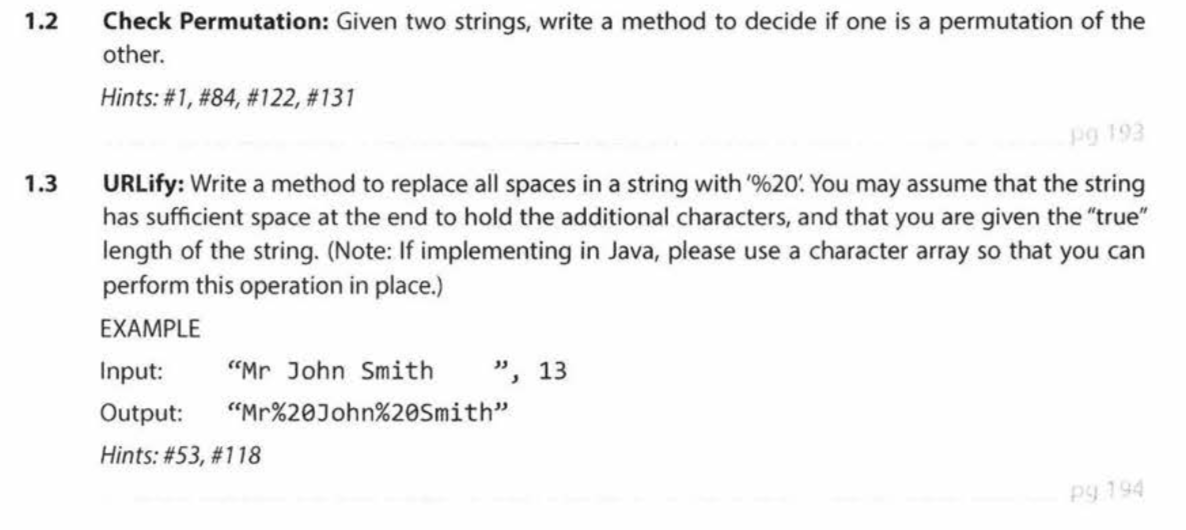 1.2 Check Permutation: Given two strings, write a method to decide if one is a permutation of the
other.
Hints: #1, #84, #122, #131
pg 193
1.3 URLify: Write a method to replace all spaces in a string with '%20'. You may assume that the string
has sufficient space at the end to hold the additional characters, and that you are given the “true”
length of the string. (Note: If implementing in Java, please use a character array so that you can
perform this operation in place.)
EXAMPLE
Input: “Mr John Smith    ”, 13
Output: “Mr%20John%20Smith”
Hints: #53, #118
pg 194